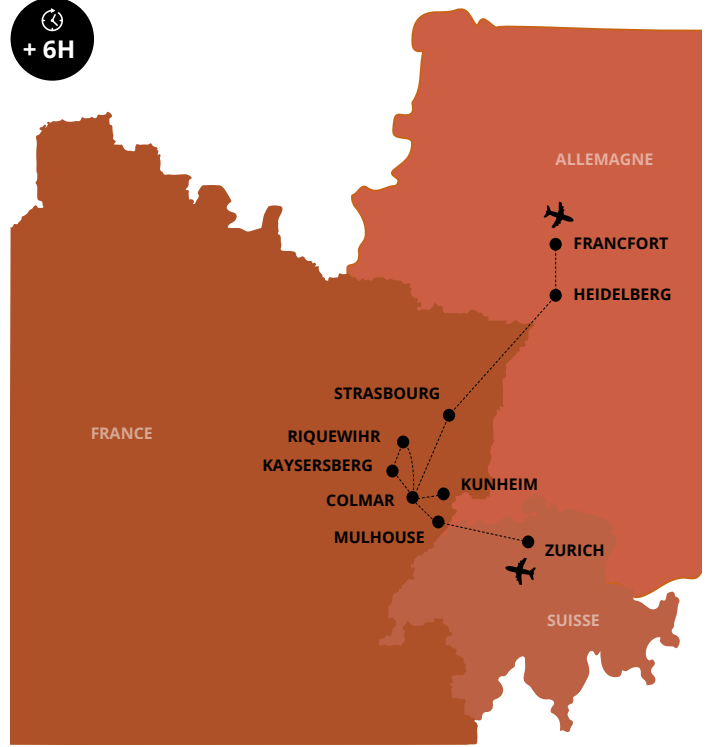 + 6H
ALLEMAGNE
FRANCFORT
HEIDELBERG
STRASBOURG
FRANCE
RIQUEWIHR
KAYSERSBERG
KUNHEIM
COLMAR
MULHOUSE
ZURICH
SUISSE